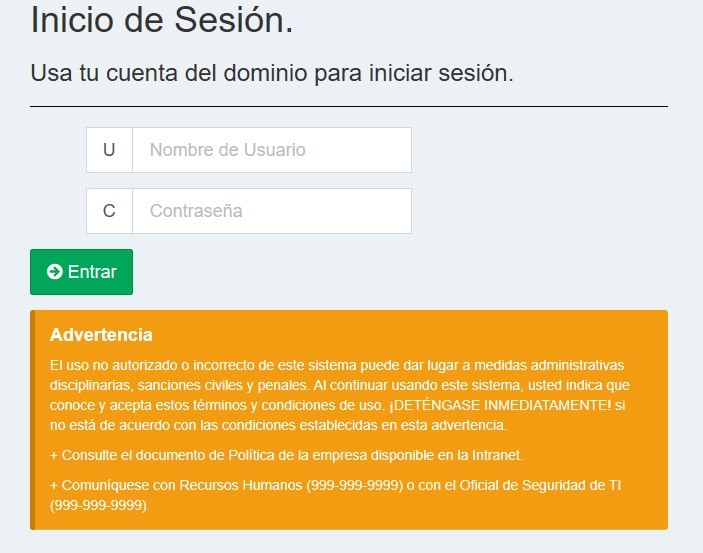 Inicio de Sesión.
Usa tu cuenta del dominio para iniciar sesión.
U Nombre de Usuario
C Contraseña
Entrar
Advertencia
El uso no autorizado o incorrecto de este sistema puede dar lugar a medidas administrativas
disciplinarias, sanciones civiles y penales. Al continuar usando este sistema, usted indica que
conoce y acepta estos términos y condiciones de uso. ¡DETÉNGASE INMEDIATAMENTE! si
no está de acuerdo con las condiciones establecidas en esta advertencia.
+ Consulte el documento de Política de la empresa disponible en la Intranet.
+ Comuníquese con Recursos Humanos (999-999-9999) o con el Oficial de Seguridad de TI
(999-999-9999).